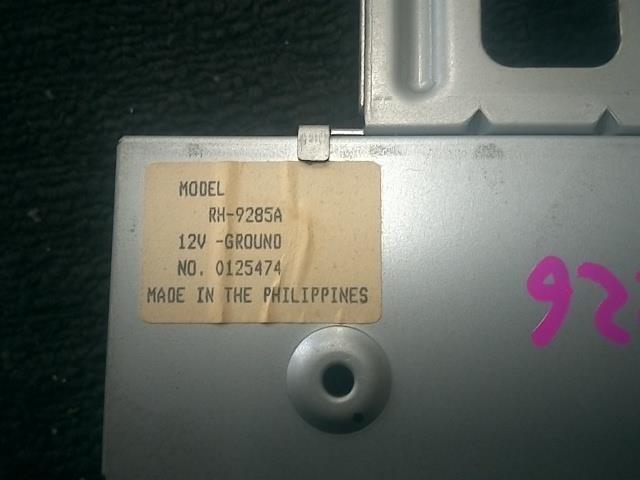 MODEL
RH-9285A
12V -GROUND
NO. 0125474
MADE IN THE PHILIPPINES